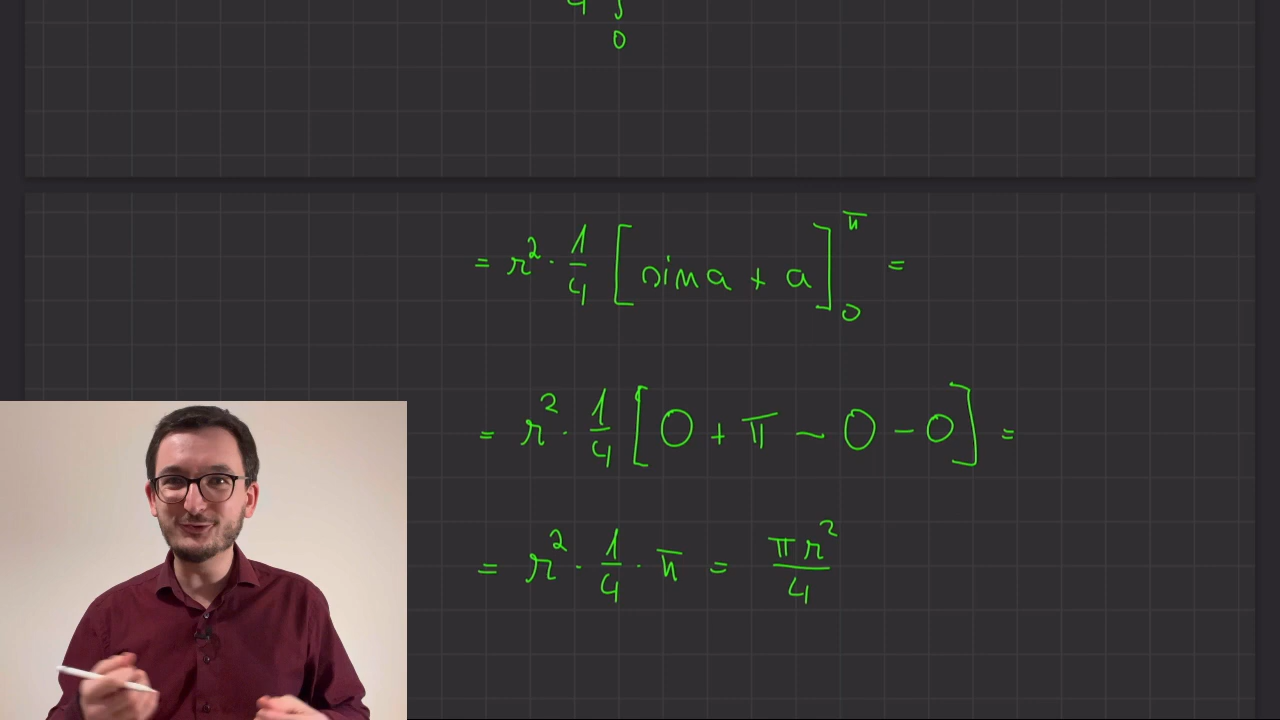 0
= r² · 1/4 [sin a + a]₀^π =
= r² · 1/4 [0 + π - 0 - 0] =
= r² · 1/4 · π = πr²/4